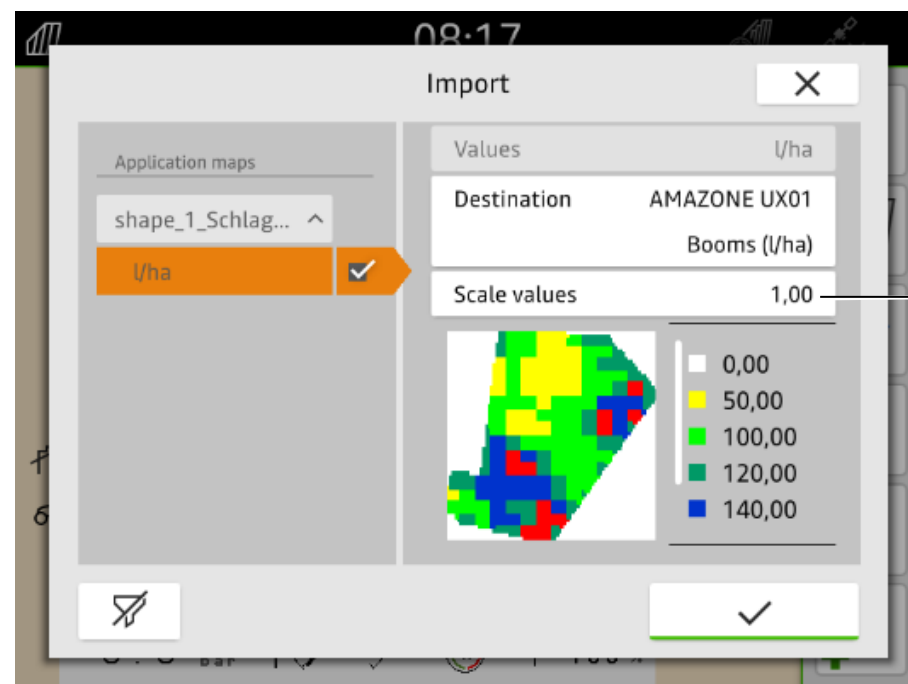 08:17
Import
Application maps
shape_1_Schlag...
l/ha
Values l/ha
Destination AMAZONE UX01
Booms (l/ha)
Scale values 1,00
0,00
50,00
100,00
120,00
140,00